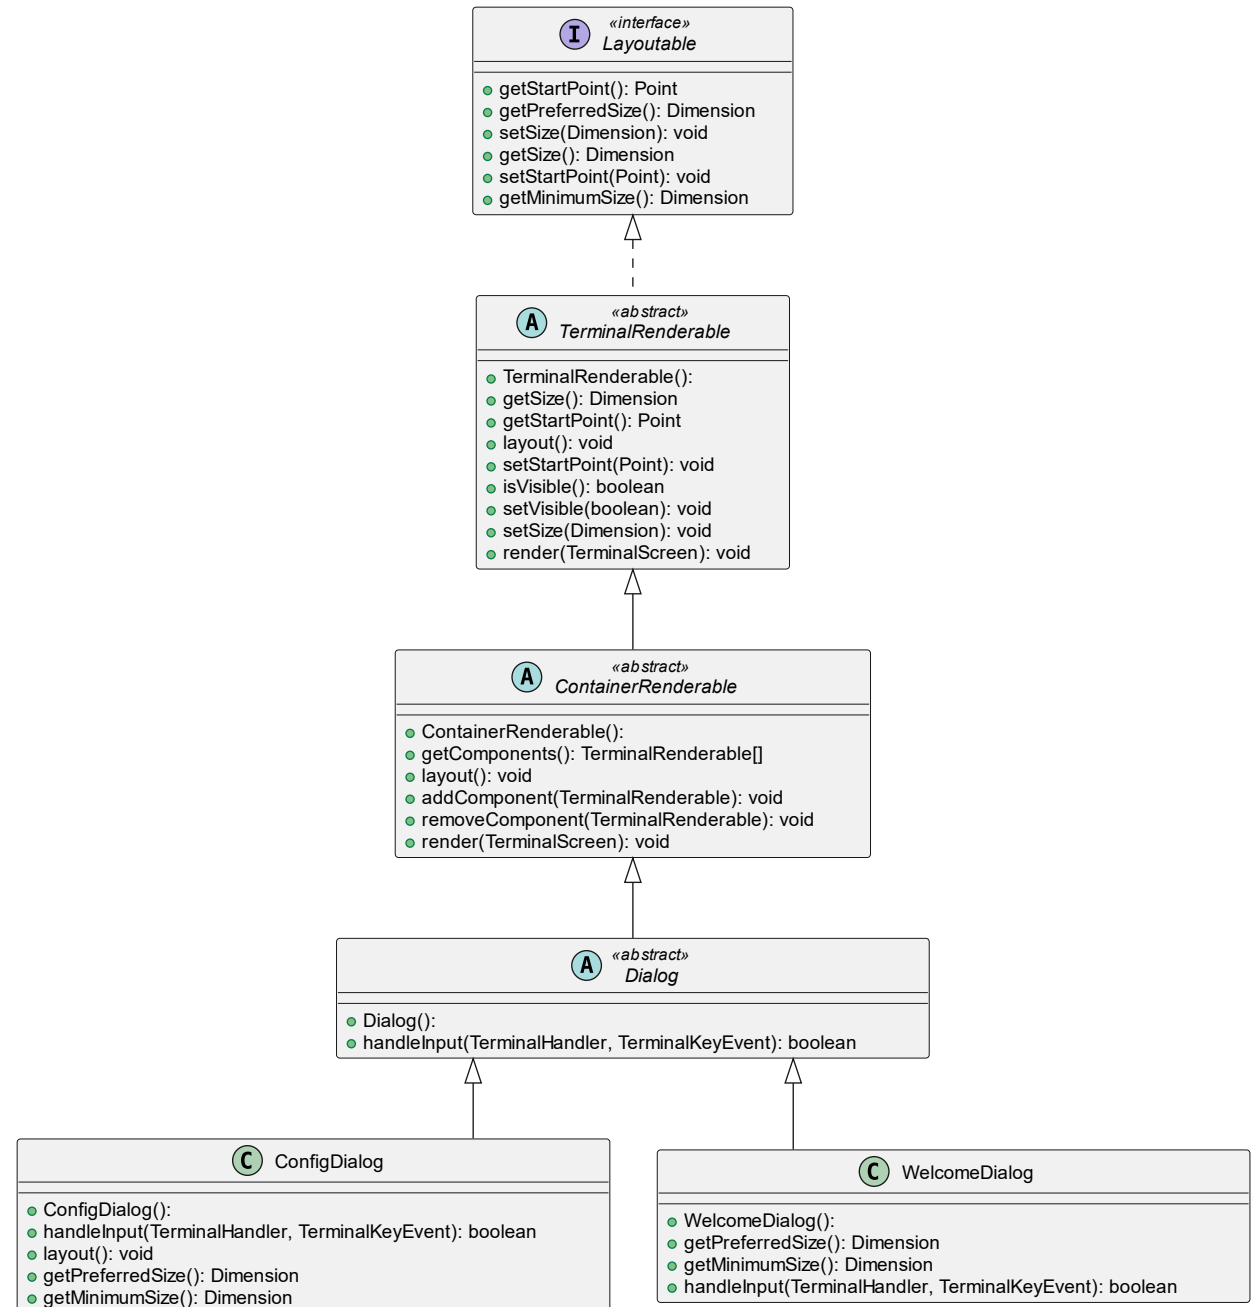 I
«interface»
Layoutable
getStartPoint(): Point
getPreferredSize(): Dimension
setSize(Dimension): void
getSize(): Dimension
setStartPoint(Point): void
getMinimumSize(): Dimension
A
«abstract»
TerminalRenderable
TerminalRenderable():
getSize(): Dimension
getStartPoint(): Point
layout(): void
setStartPoint(Point): void
isVisible(): boolean
setVisible(boolean): void
setSize(Dimension): void
render(TerminalScreen): void
A
«abstract»
ContainerRenderable
ContainerRenderable():
getComponents(): TerminalRenderable[]
layout(): void
addComponent(TerminalRenderable): void
removeComponent(TerminalRenderable): void
render(TerminalScreen): void
A
«abstract»
Dialog
Dialog():
handleInput(TerminalHandler, TerminalKeyEvent): boolean
C ConfigDialog
ConfigDialog():
handleInput(TerminalHandler, TerminalKeyEvent): boolean
layout(): void
getPreferredSize(): Dimension
getMinimumSize(): Dimension
C WelcomeDialog
WelcomeDialog():
getPreferredSize(): Dimension
getMinimumSize(): Dimension
handleInput(TerminalHandler, TerminalKeyEvent): boolean